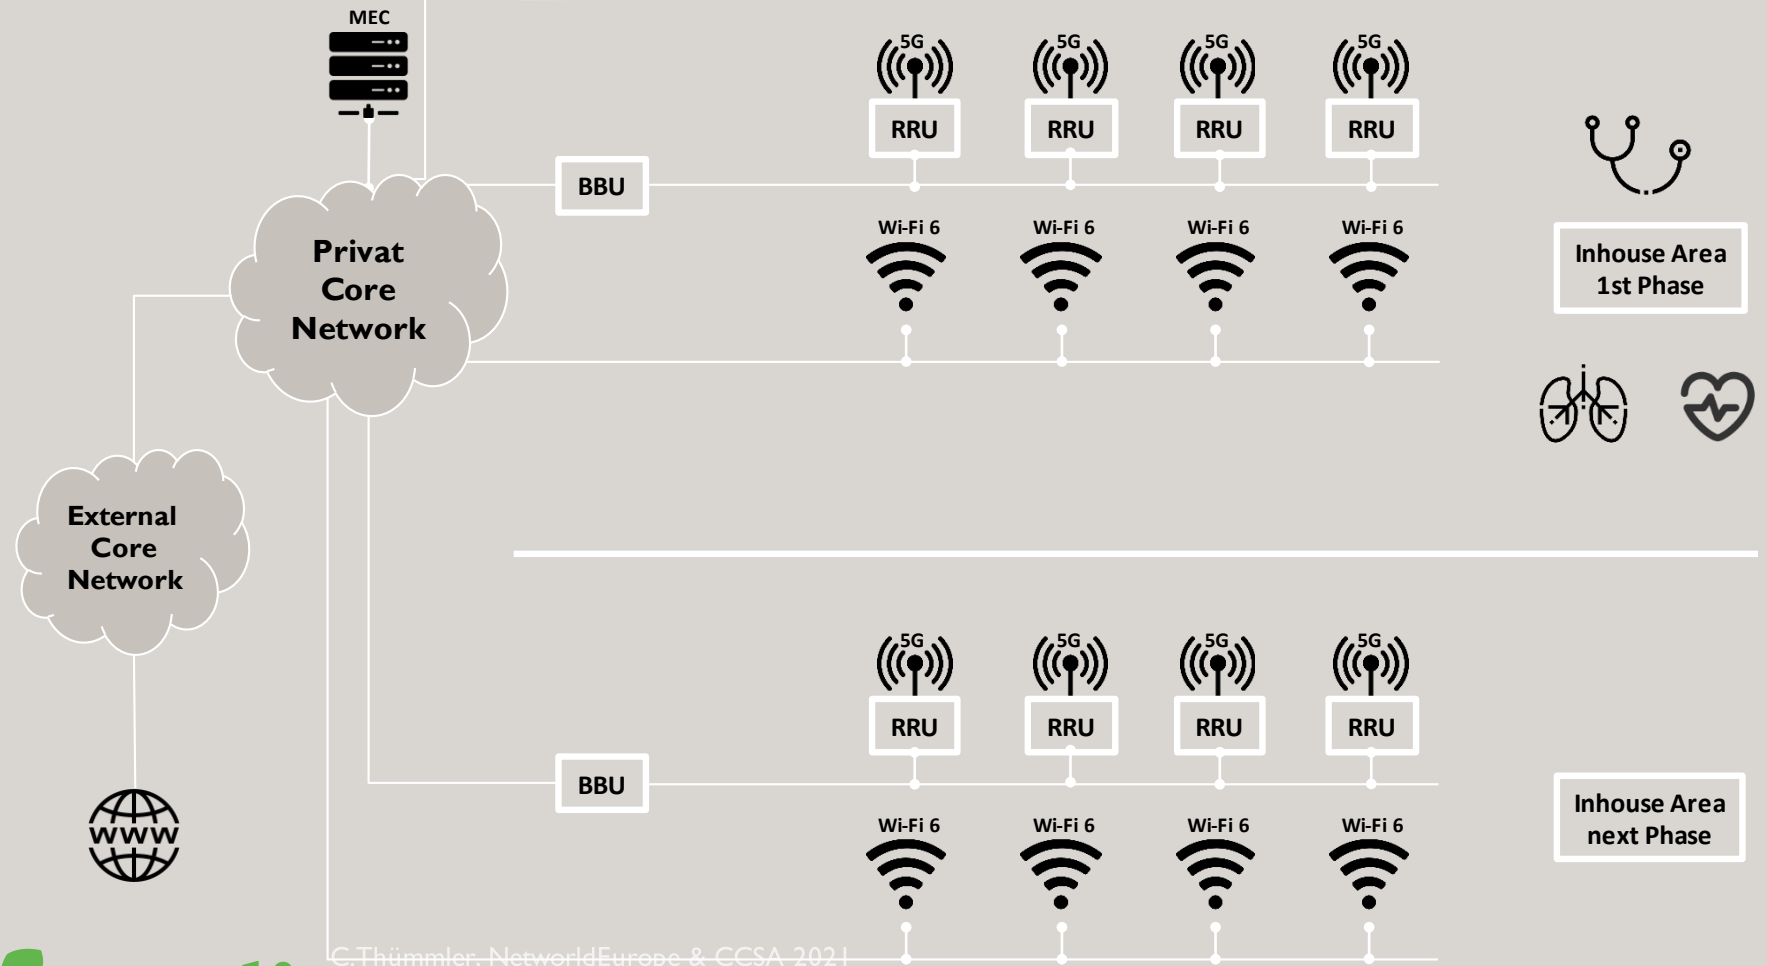 MEC
5G 5G 5G 5G
RRU RRU RRU RRU
BBU
Wi-Fi 6 Wi-Fi 6 Wi-Fi 6 Wi-Fi 6
Privat
Core
Network
Inhouse Area
1st Phase
External
Core
Network
5G 5G 5G 5G
RRU RRU RRU RRU
BBU
Wi-Fi 6 Wi-Fi 6 Wi-Fi 6 Wi-Fi 6
Inhouse Area
next Phase
WWW
C.Thümmler, NetworldEurope & CCSA 2021